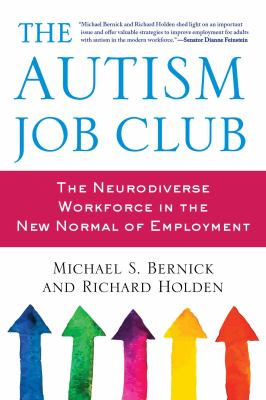 THE
AUTISM
JOB CLUB
"Michael Bernick and Richard Holden shed light on an important
issue and offer valuable strategies to improve employment for adults
with autism in the modern workforce."—Senator Dianne Feinstein
THE NEURODIVERSE
WORKFORCE IN THE
NEW NORMAL OF EMPLOYMENT
MICHAEL S. BERNICK
AND RICHARD HOLDEN